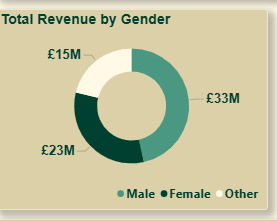 Total Revenue by Gender
£15M
£33M
£23M
Male Female Other